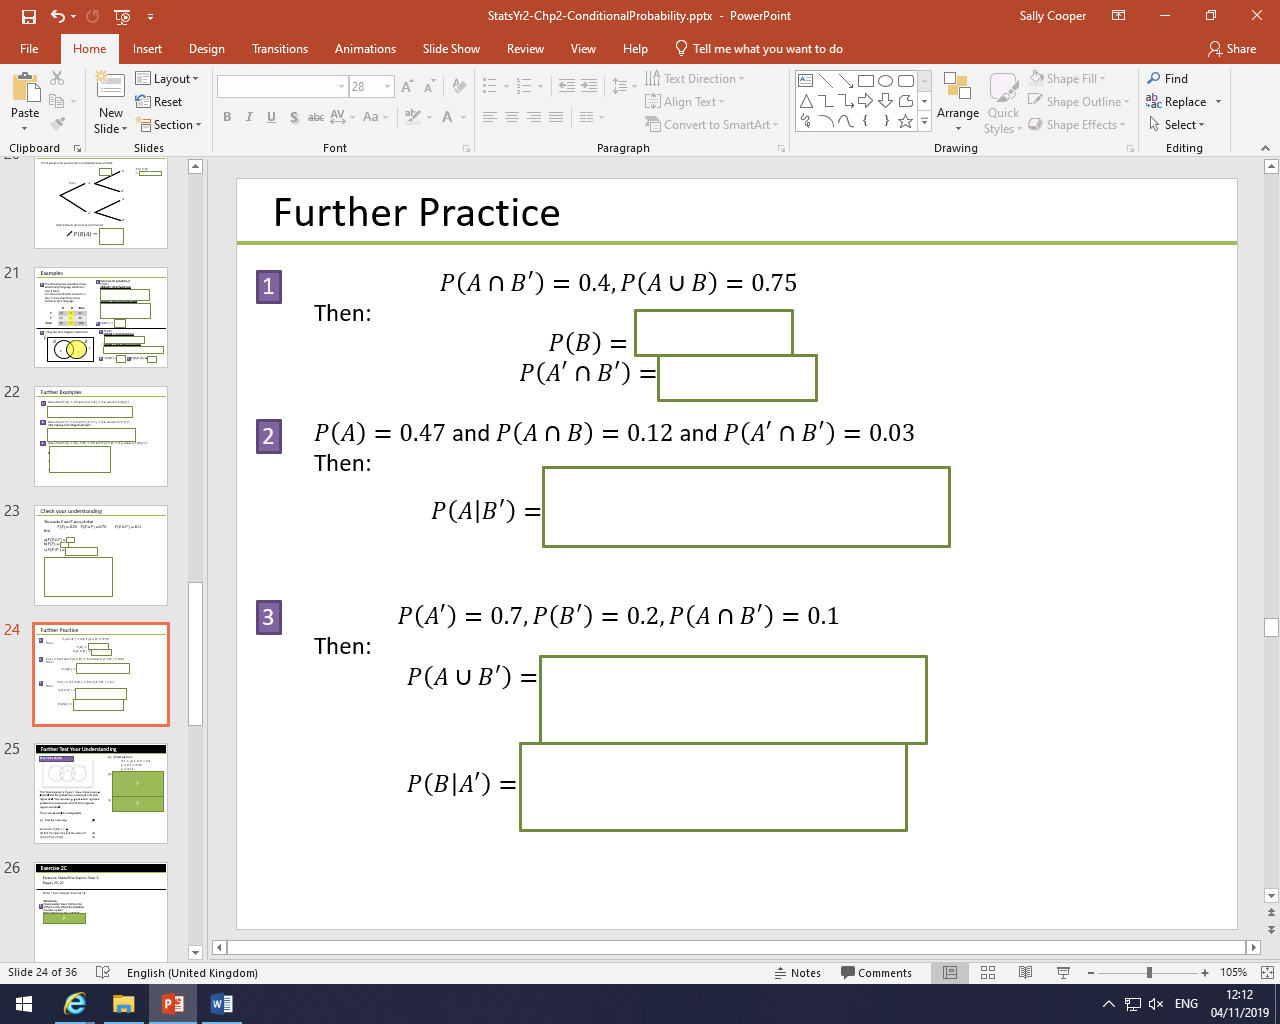 StatsYr2-Chp2-ConditionalProbability.pptx - PowerPoint
Sally Cooper
File Home Insert Design Transitions Animations Slide Show Review View Help Tell me what you want to do Share
Paste
Clipboard
New Slide
Layout
Reset
Section
Slides
28
B I U S abc AV Aa
A
Font
Paragraph
Text Direction
Align Text
Convert to SmartArt
Arrange
Quick Styles
Shape Fill
Shape Outline
Shape Effects
Drawing
Find
Replace
Select
Editing
21
Examples
22
Further Examples
23
Check your understanding
24
Further Practice
25
Further Test Your Understanding
26
Exercise 2C
Further Practice
1
P(A ∩ B′) = 0.4, P(A ∪ B) = 0.75
Then:
P(B) =
P(A′ ∩ B′) =
2
P(A) = 0.47 and P(A ∩ B) = 0.12 and P(A′ ∩ B′) = 0.03
Then:
P(A|B′) =
3
P(A′) = 0.7, P(B′) = 0.2, P(A ∩ B′) = 0.1
Then:
P(A ∪ B′) =
P(B|A′) =
Slide 24 of 36 English (United Kingdom) Notes Comments 105%
ENG
12:12
04/11/2019